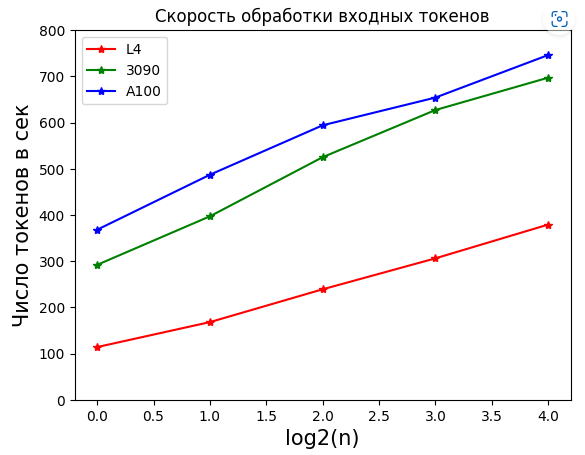 Скорость обработки входных токенов
L4
3090
A100
800
700
600
500
400
300
200
100
0
Число токенов в сек
0.0 0.5 1.0 1.5 2.0 2.5 3.0 3.5 4.0
log2(n)